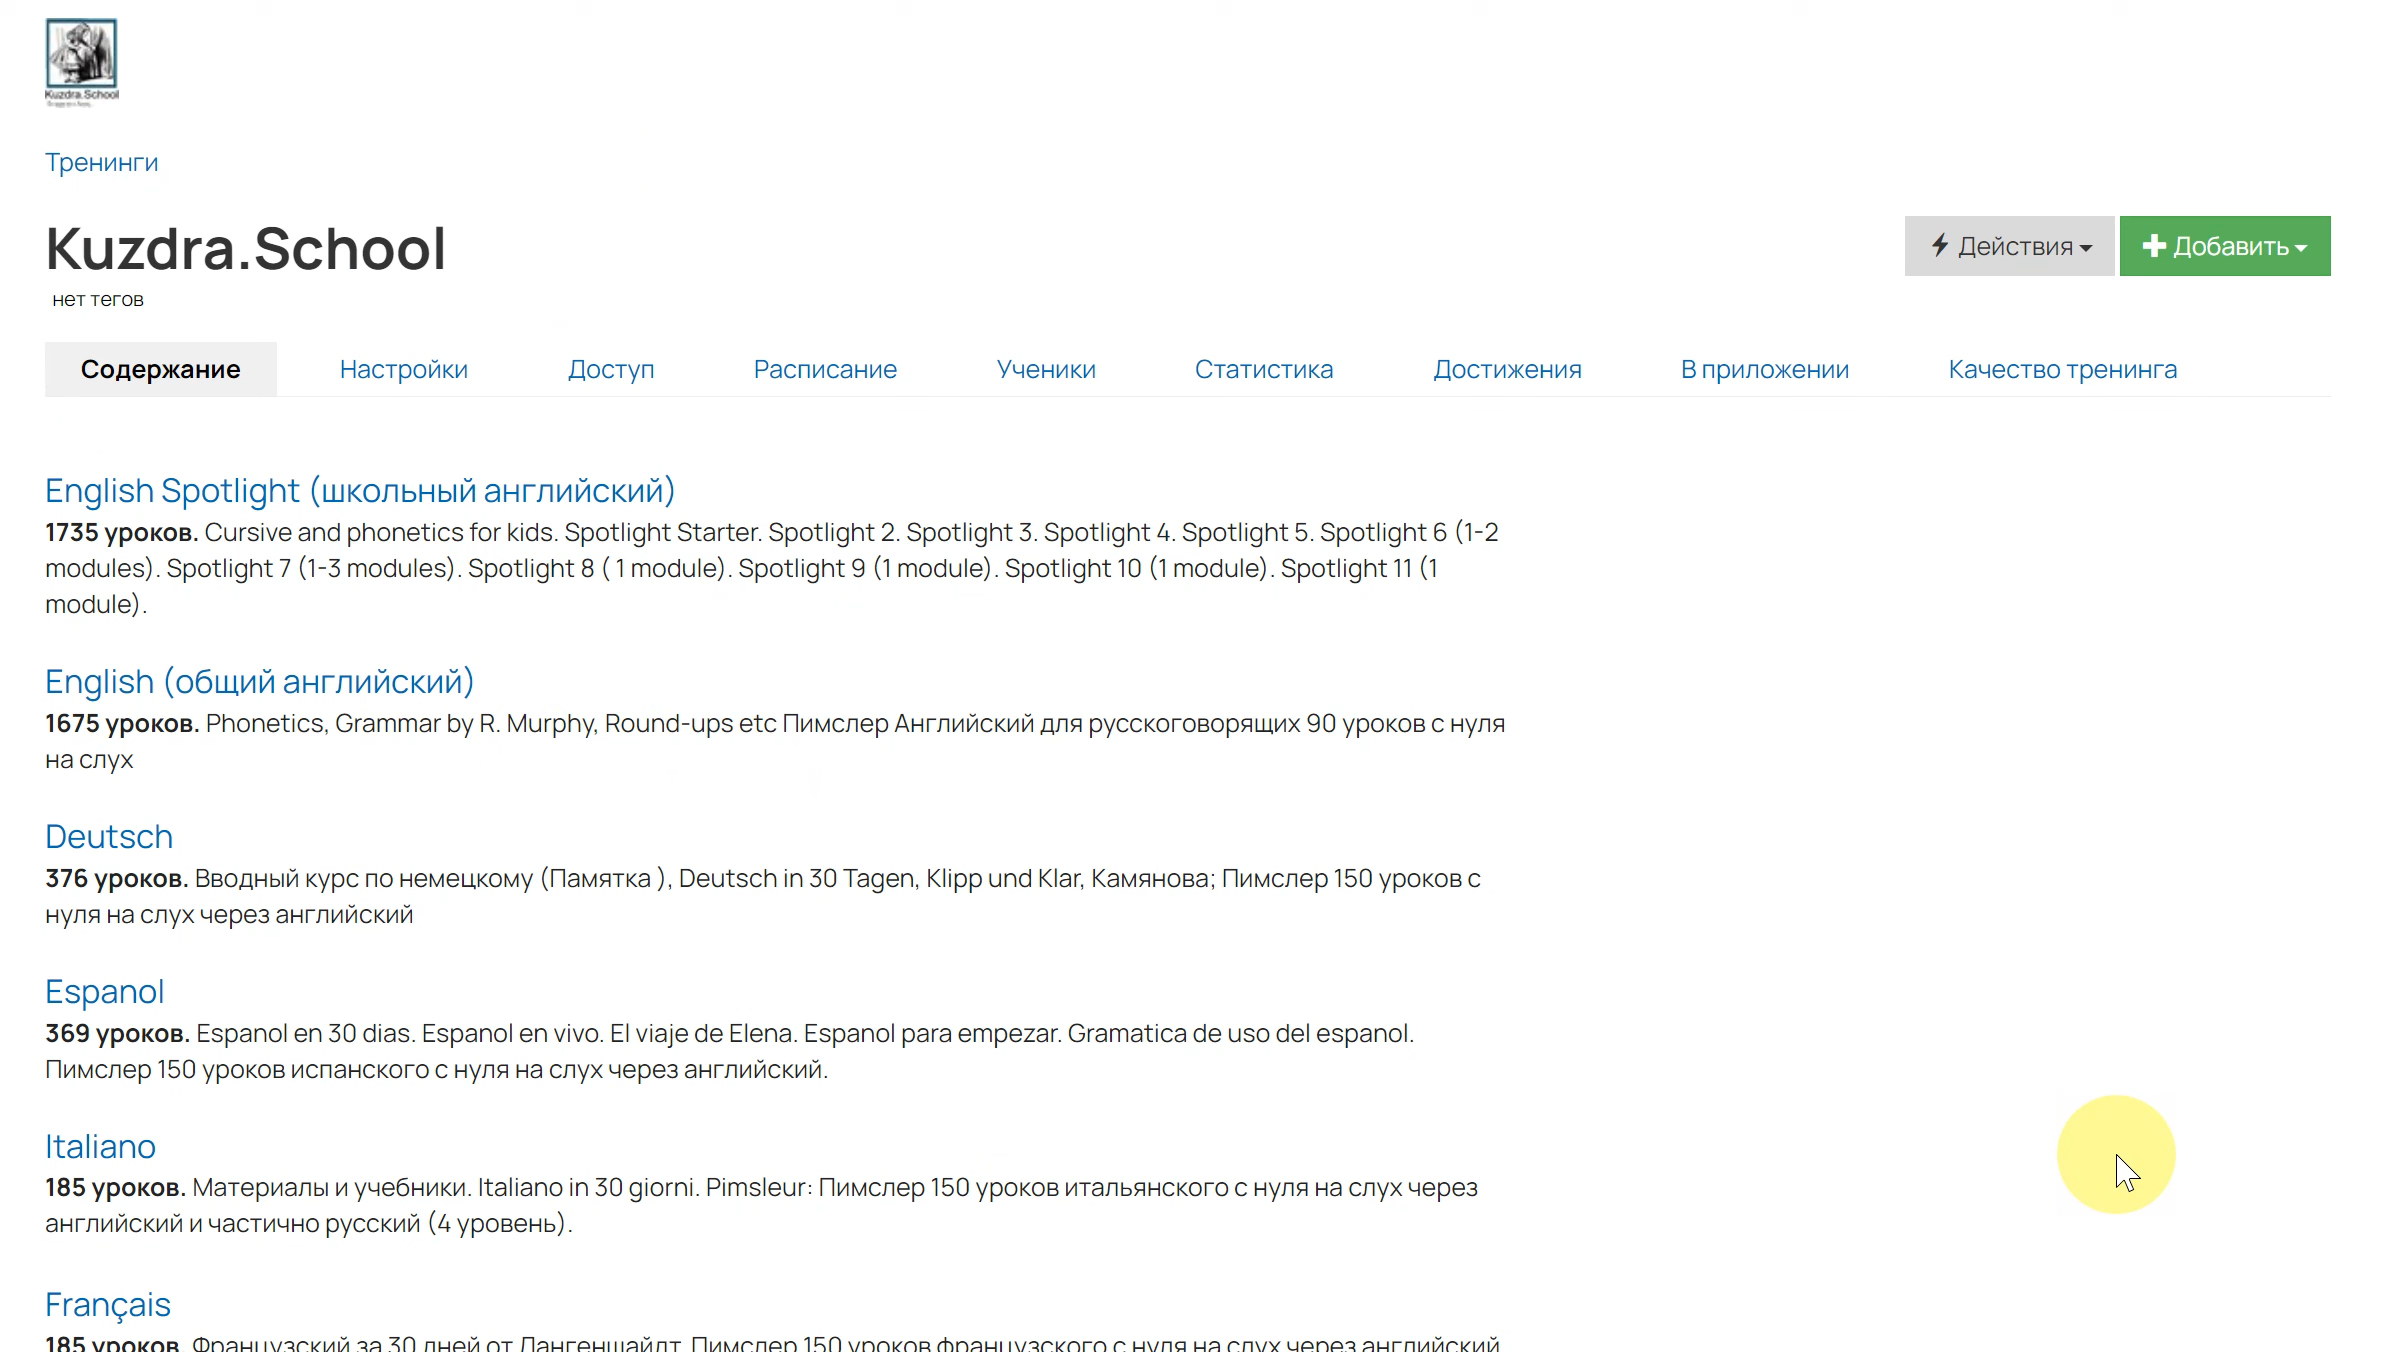 Kuzdra.School
Тренинги
Kuzdra.School
Действия
Добавить
нет тегов
Содержание Настройки Доступ Расписание Ученики Статистика Достижения В приложении Качество тренинга
English Spotlight (школьный английский)
1735 уроков. Cursive and phonetics for kids. Spotlight Starter. Spotlight 2. Spotlight 3. Spotlight 4. Spotlight 5. Spotlight 6 (1-2
modules). Spotlight 7 (1-3 modules). Spotlight 8 ( 1 module). Spotlight 9 (1 module). Spotlight 10 (1 module). Spotlight 11 (1
module).
English (общий английский)
1675 уроков. Phonetics, Grammar by R. Murphy, Round-ups etc Пимслер Английский для русскоговорящих 90 уроков с нуля
на слух
Deutsch
376 уроков. Вводный курс по немецкому (Памятка ), Deutsch in 30 Tagen, Klipp und Klar, Камянова; Пимслер 150 уроков с
нуля на слух через английский
Espanol
369 уроков. Espanol en 30 dias. Espanol en vivo. El viaje de Elena. Espanol para empezar. Gramatica de uso del espanol.
Пимслер 150 уроков испанского с нуля на слух через английский.
Italiano
185 уроков. Материалы и учебники. Italiano in 30 giorni. Pimsleur: Пимслер 150 уроков итальянского с нуля на слух через
английский и частично русский (4 уровень).
Français
185 уроков. Французский за 30 дней от Лангеншайдт. Пимслер 150 уроков французского с нуля на слух через английский